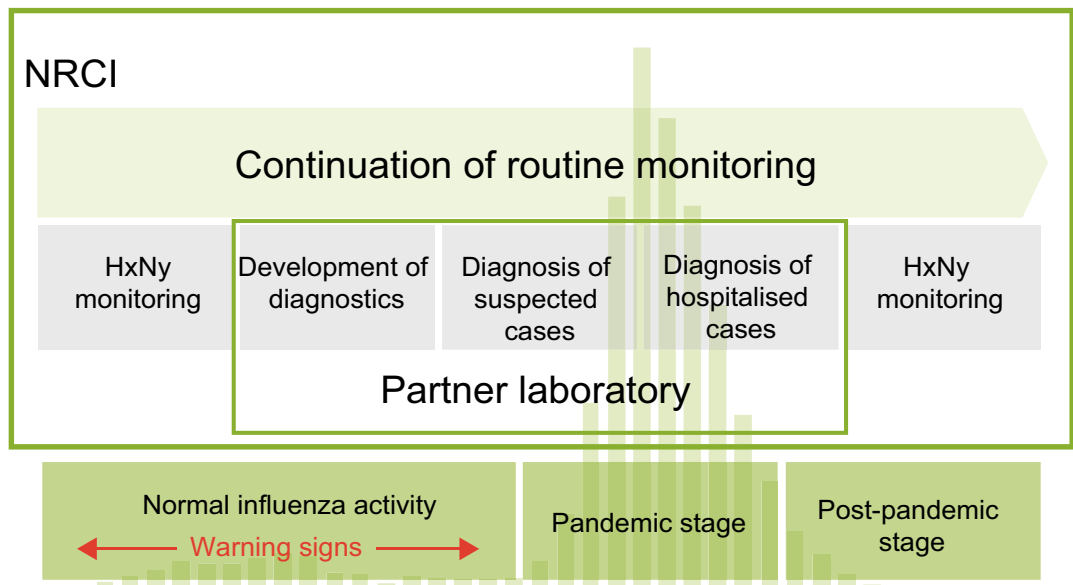 NRCI
Continuation of routine monitoring
HxNy
monitoring
Development of
diagnostics
Diagnosis of
suspected
cases
Diagnosis of
hospitalised
cases
HxNy
monitoring
Partner laboratory
Normal influenza activity
Warning signs
Pandemic stage
Post-pandemic
stage